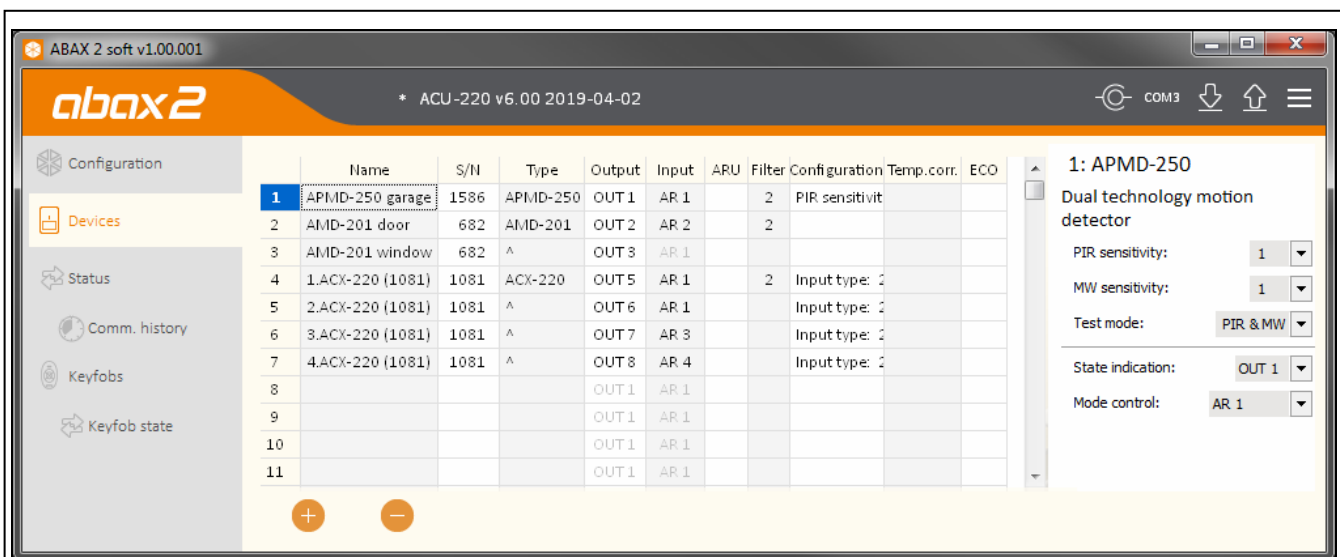 ABAX 2 soft v1.00.001
abax2
* ACU-220 v6.00 2019-04-02
COM3
Configuration
Devices
Status
Comm. history
Keyfobs
Keyfob state
Name S/N Type Output Input ARU Filter Configuration Temp.corr. ECO
1 APMD-250 garage 1586 APMD-250 OUT 1 AR 1 2 PIR sensitivit
2 AMD-201 door 682 AMD-201 OUT 2 AR 2 2
3 AMD-201 window 682 ^ OUT 3 AR 1
4 1.ACX-220 (1081) 1081 ACX-220 OUT 5 AR 1 2 Input type: 2
5 2.ACX-220 (1081) 1081 ^ OUT 6 AR 1 Input type: 2
6 3.ACX-220 (1081) 1081 ^ OUT 7 AR 3 Input type: 2
7 4.ACX-220 (1081) 1081 ^ OUT 8 AR 4 Input type: 2
8 OUT 1 AR 1
9 OUT 1 AR 1
10 OUT 1 AR 1
11 OUT 1 AR 1
1: APMD-250
Dual technology motion
detector
PIR sensitivity: 1
MW sensitivity: 1
Test mode: PIR & MW
State indication: OUT 1
Mode control: AR 1